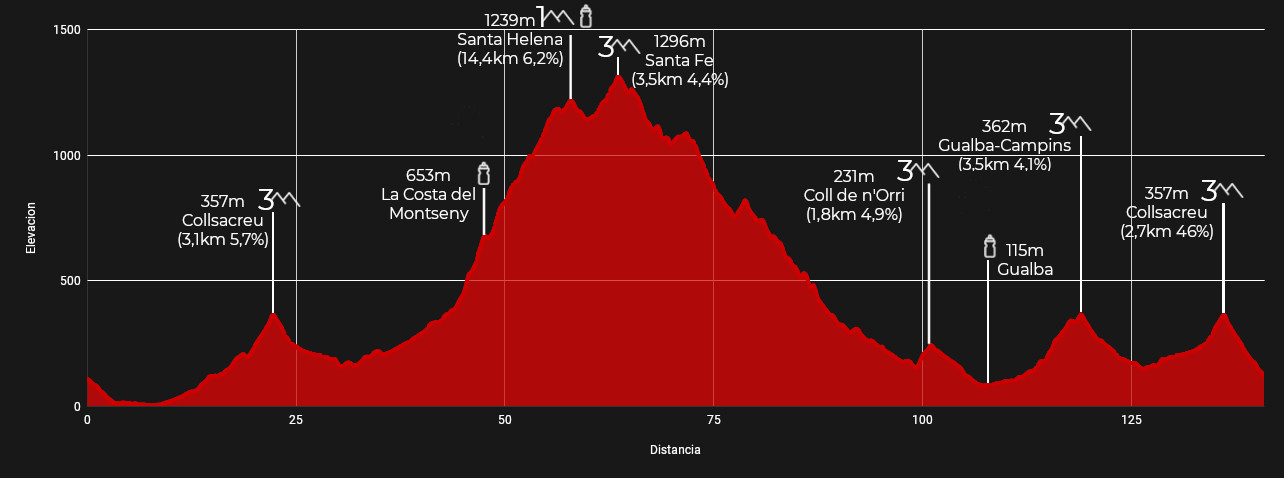 1500
1000
500
0
0
25
50
75
100
125
Elevacion
Distancia
357m 3
Collsacreu
(3,1km 5,7%)
653m
La Costa del
Montseny
1239m 1
Santa Helena
(14,4km 6,2%)
3 1296m
Santa Fe
(3,5km 4,4%)
231m 3
Coll de n'Orri
(1,8km 4,9%)
115m
Gualba
362m 3
Gualba-Campins
(3,5km 4,1%)
357m 3
Collsacreu
(2,7km 46%)